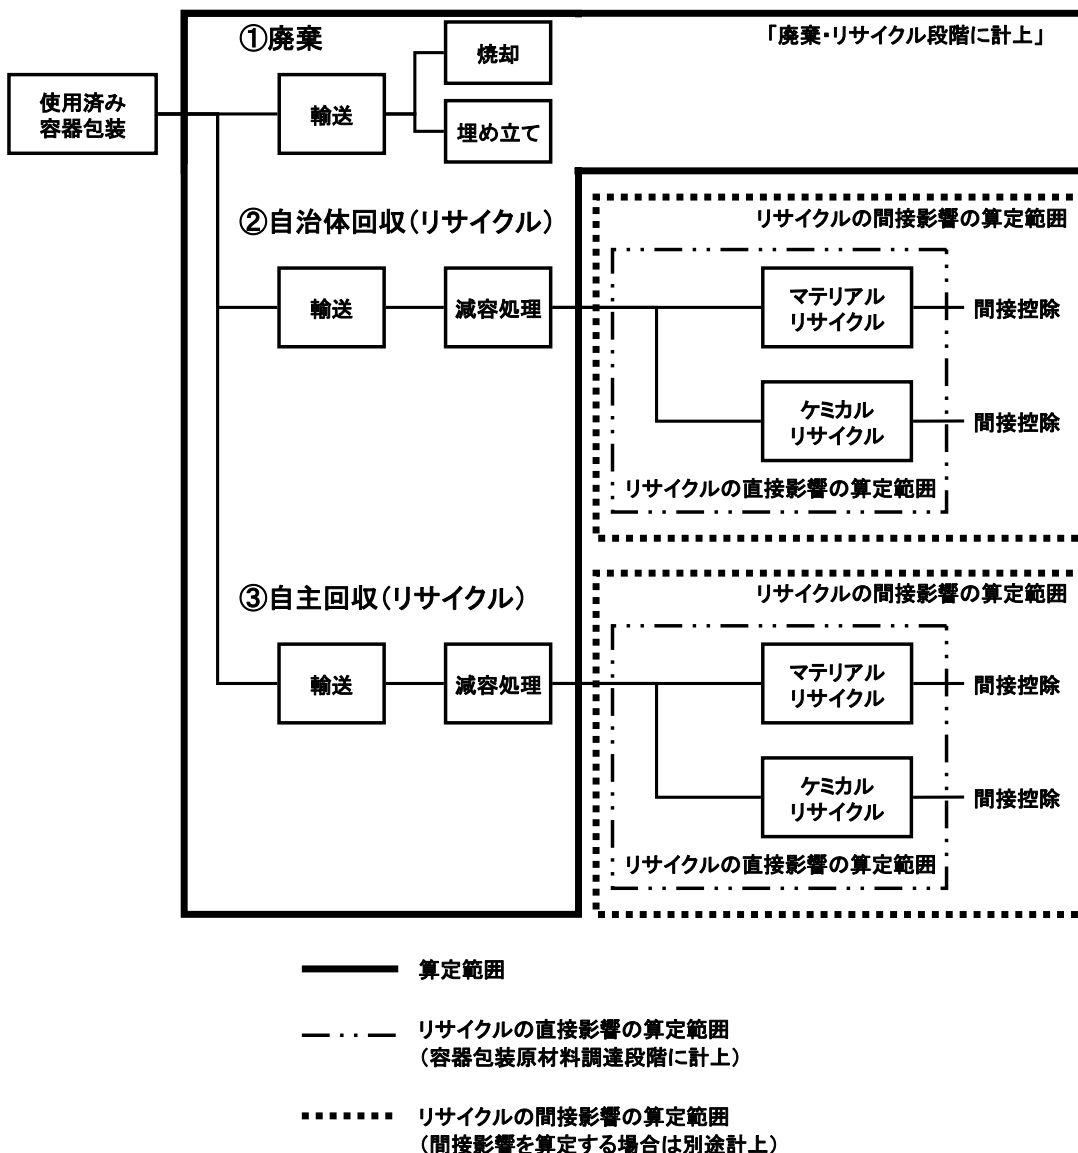 ①廃棄
「廃棄・リサイクル段階に計上」
使用済み
容器包装
輸送
焼却
埋め立て
②自治体回収(リサイクル)
リサイクルの間接影響の算定範囲
輸送
減容処理
マテリアル
リサイクル
間接控除
ケミカル
リサイクル
間接控除
リサイクルの直接影響の算定範囲
③自主回収(リサイクル)
リサイクルの間接影響の算定範囲
輸送
減容処理
マテリアル
リサイクル
間接控除
ケミカル
リサイクル
間接控除
リサイクルの直接影響の算定範囲
算定範囲
リサイクルの直接影響の算定範囲
(容器包装原材料調達段階に計上)
リサイクルの間接影響の算定範囲
(間接影響を算定する場合は別途計上)